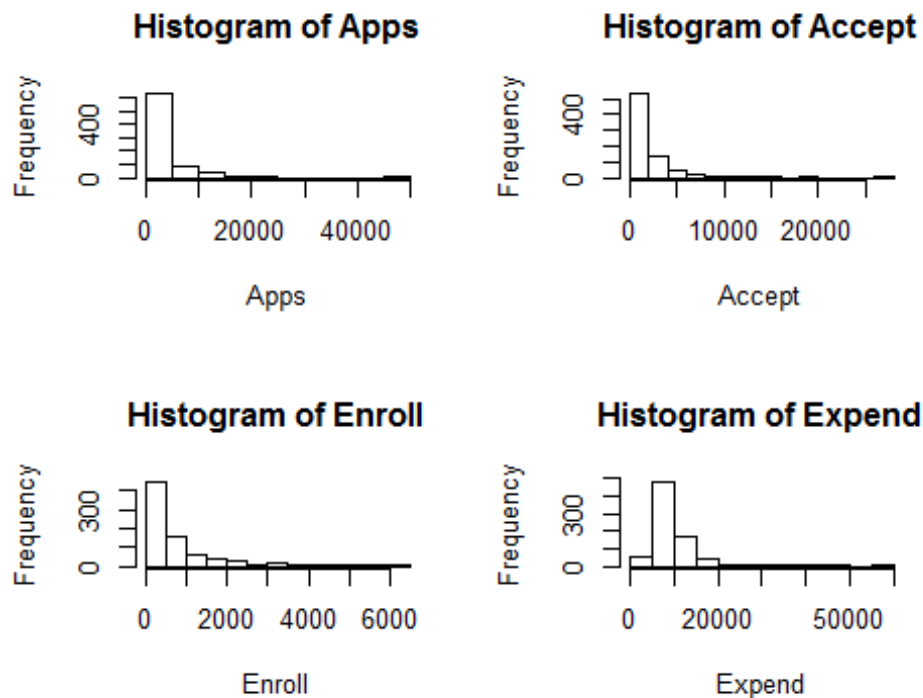 Histogram of Apps
Frequency
0 400
0 20000 40000
Apps
Histogram of Accept
Frequency
0 400
0 10000 20000
Accept
Histogram of Enroll
Frequency
0 300
0 2000 4000 6000
Enroll
Histogram of Expend
Frequency
0 300
0 20000 50000
Expend